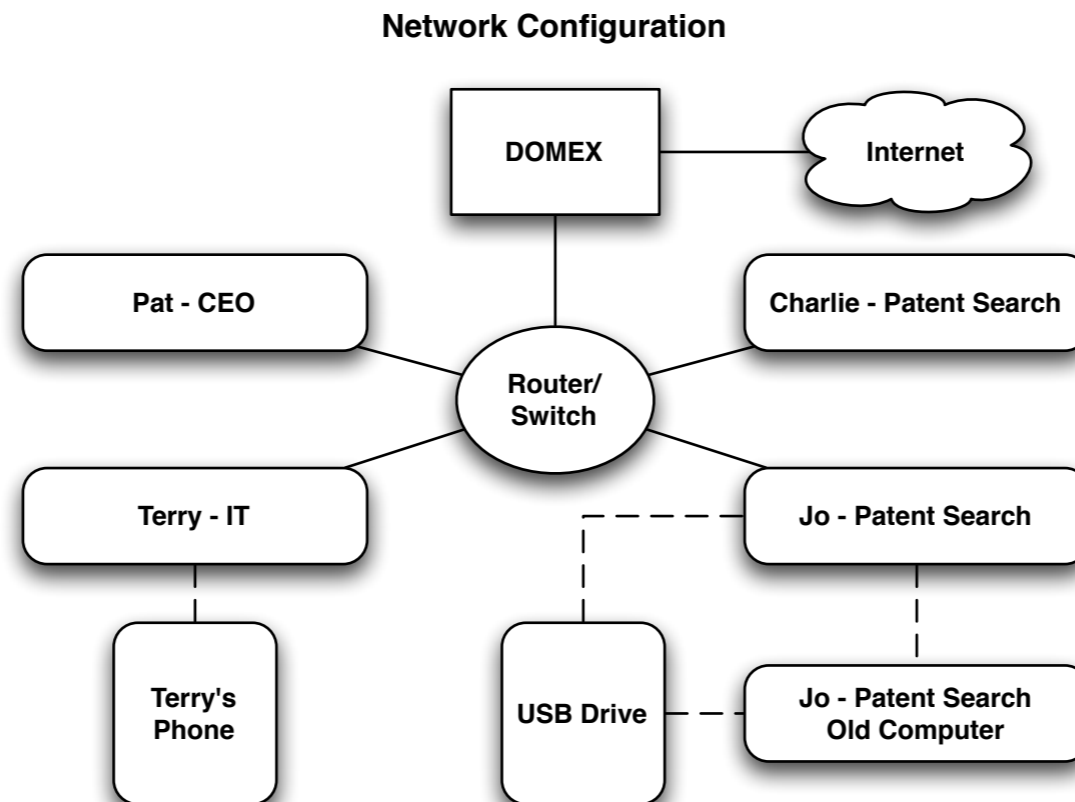 Network Configuration
DOMEX
Internet
Pat - CEO
Charlie - Patent Search
Router/
Switch
Terry - IT
Jo - Patent Search
Terry's
Phone
USB Drive
Jo - Patent Search
Old Computer